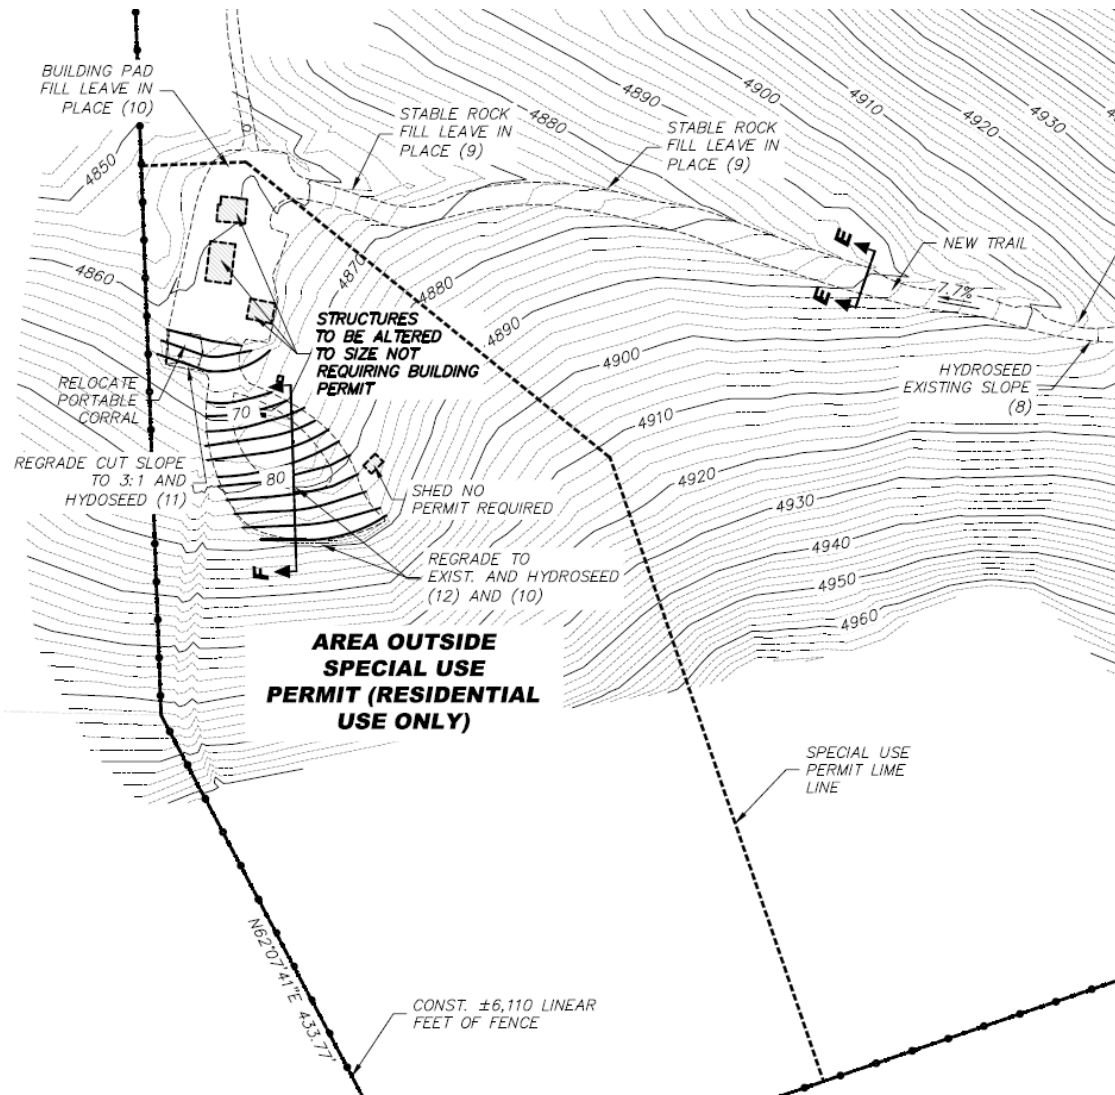 BUILDING PAD
FILL LEAVE IN
PLACE (10)
STABLE ROCK
FILL LEAVE IN
PLACE (9)
STABLE ROCK
FILL LEAVE IN
PLACE (9)
4890
4900
4910
4920
4930
4880
4850
4860
4870
4880
4890
4900
4910
4920
4930
4940
4950
4960
E
E
NEW TRAIL
7.7%
HYDROSEED
EXISTING SLOPE
(8)
STRUCTURES
TO BE ALTERED
TO SIZE NOT
REQUIRING BUILDING
PERMIT
RELOCATE
PORTABLE
CORRAL
70
80
REGRADE CUT SLOPE
TO 3:1 AND
HYDOSEED (11)
SHED NO
PERMIT REQUIRED
F
REGRADE TO
EXIST. AND HYDROSEED
(12) AND (10)
AREA OUTSIDE
SPECIAL USE
PERMIT (RESIDENTIAL
USE ONLY)
SPECIAL USE
PERMIT LIME
LINE
N62°07'41"E 433.77'
CONST. ±6,110 LINEAR
FEET OF FENCE